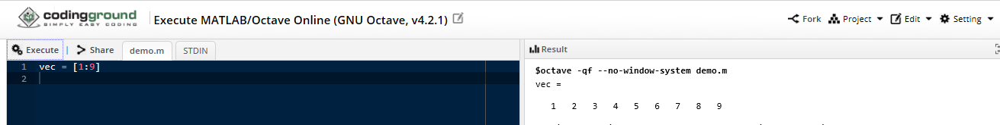 codingground
SIMPLY EASY CODING
Execute MATLAB/Octave Online (GNU Octave, v4.2.1)
Fork Project Edit Setting
Execute | Share demo.m STDIN
1 vec = [1:9]
2
Result
$octave -qf --no-window-system demo.m
vec =
1 2 3 4 5 6 7 8 9